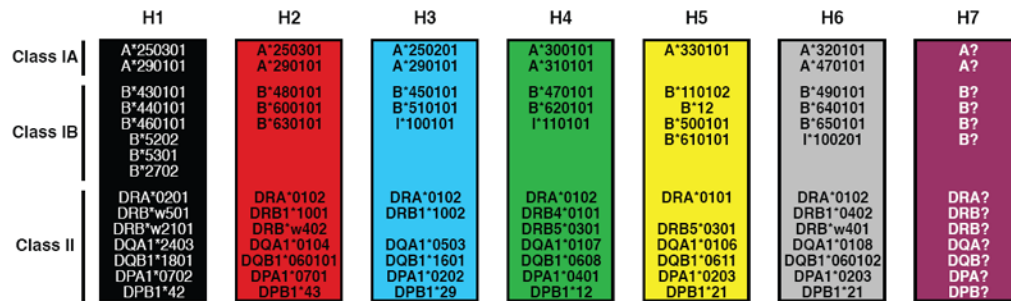 H1 H2 H3 H4 H5 H6 H7
Class IA
A*250301 A*250301 A*250201 A*300101 A*330101 A*320101 A?
A*290101 A*290101 A*290101 A*310101 A*470101 A?
Class IB
B*430101 B*480101 B*450101 B*470101 B*110102 B*490101 B?
B*440101 B*600101 B*510101 B*620101 B*12 B*640101 B?
B*460101 B*630101 I*100101 I*110101 B*500101 B*650101 B?
B*5202 B*610101 I*100201 B?
B*5301
B*2702
Class II
DRA*0201 DRA*0102 DRA*0102 DRA*0102 DRA*0101 DRA*0102 DRA?
DRB*w501 DRB1*1001 DRB1*1002 DRB4*0101 DRB1*0402 DRB?
DRB*w2101 DRB*w402 DRB5*0301 DRB5*0301 DRB*w401 DRB?
DQA1*2403 DQA1*0104 DQA1*0503 DQA1*0107 DQA1*0106 DQA1*0108 DQA?
DQB1*1801 DQB1*060101 DQB1*1601 DQB1*0608 DQB1*0611 DQB1*060102 DQB?
DPA1*0702 DPA1*0701 DPA1*0202 DPA1*0401 DPA1*0203 DPA1*0203 DPA?
DPB1*42 DPB1*43 DPB1*29 DPB1*12 DPB1*21 DPB1*21 DPB?